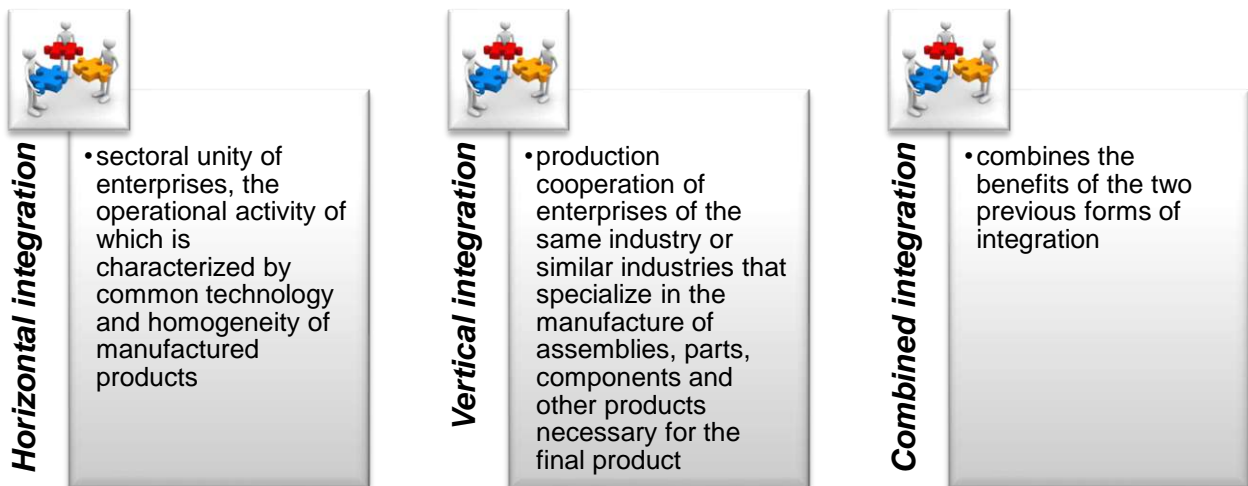 Horizontal integration
•sectoral unity of
enterprises, the
operational activity of
which is
characterized by
common technology
and homogeneity of
manufactured
products
Vertical integration
•production
cooperation of
enterprises of the
same industry or
similar industries that
specialize in the
manufacture of
assemblies, parts,
components and
other products
necessary for the
final product
Combined integration
•combines the
benefits of the two
previous forms of
integration